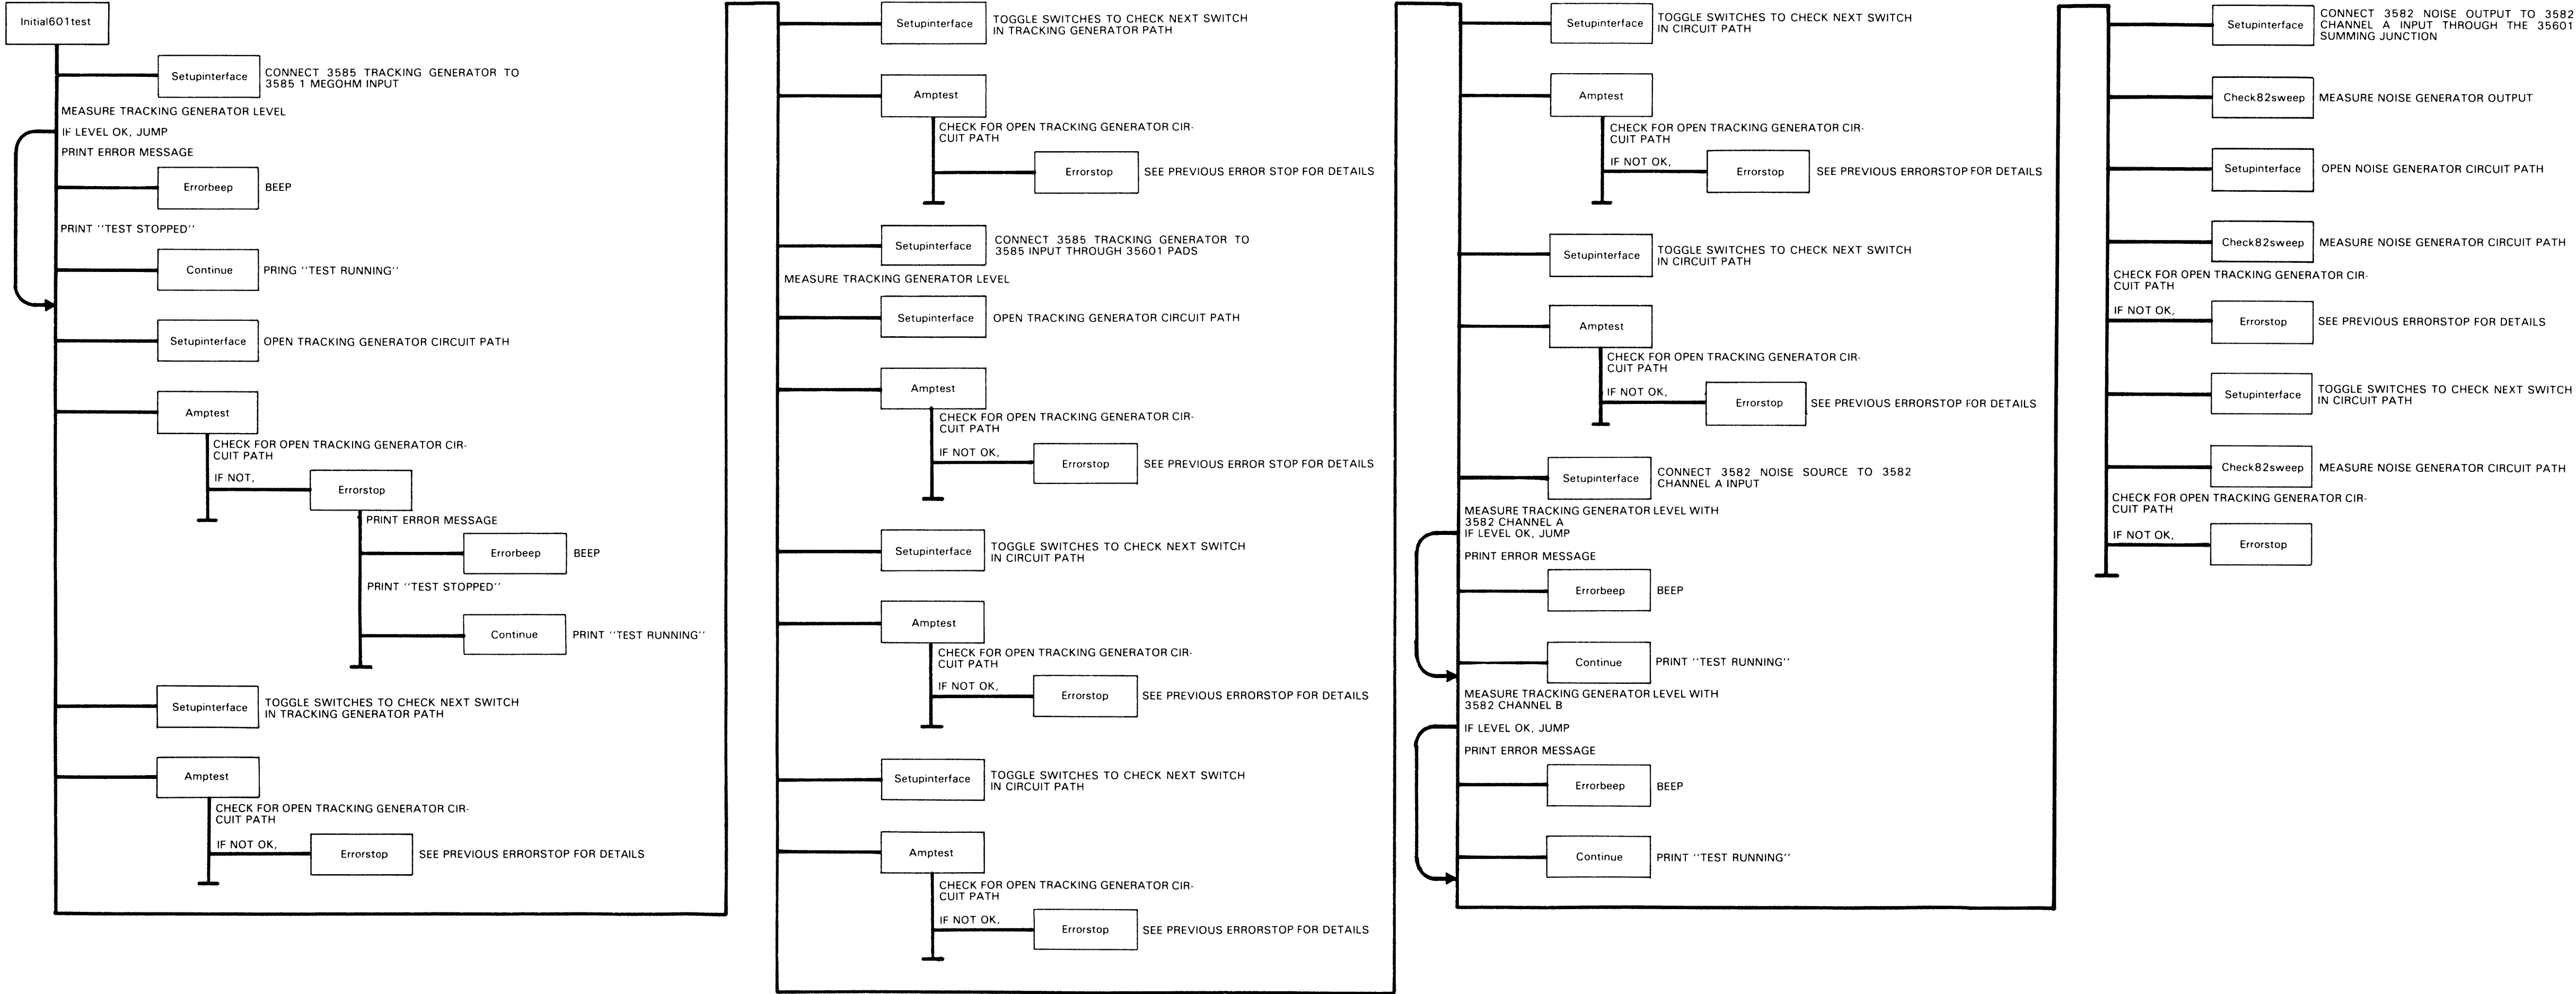 Initial601test
Setupinterface
CONNECT 3585 TRACKING GENERATOR TO
3585 1 MEGOHM INPUT
MEASURE TRACKING GENERATOR LEVEL
IF LEVEL OK, JUMP
PRINT ERROR MESSAGE
Errorbeep
BEEP
PRINT ''TEST STOPPED''
Continue
PRING ''TEST RUNNING''
Setupinterface
OPEN TRACKING GENERATOR CIRCUIT PATH
Amptest
CHECK FOR OPEN TRACKING GENERATOR CIR-
CUIT PATH
IF NOT,
Errorstop
PRINT ERROR MESSAGE
Errorbeep
BEEP
PRINT ''TEST STOPPED''
Continue
PRINT ''TEST RUNNING''
Setupinterface
TOGGLE SWITCHES TO CHECK NEXT SWITCH
IN TRACKING GENERATOR PATH
Amptest
CHECK FOR OPEN TRACKING GENERATOR CIR-
CUIT PATH
IF NOT OK,
Errorstop
SEE PREVIOUS ERRORSTOP FOR DETAILS
Setupinterface
TOGGLE SWITCHES TO CHECK NEXT SWITCH
IN TRACKING GENERATOR PATH
Amptest
CHECK FOR OPEN TRACKING GENERATOR CIR-
CUIT PATH
Errorstop
SEE PREVIOUS ERROR STOP FOR DETAILS
Setupinterface
CONNECT 3585 TRACKING GENERATOR TO
3585 INPUT THROUGH 35601 PADS
MEASURE TRACKING GENERATOR LEVEL
Setupinterface
OPEN TRACKING GENERATOR CIRCUIT PATH
Amptest
CHECK FOR OPEN TRACKING GENERATOR CIR-
CUIT PATH
IF NOT OK,
Errorstop
SEE PREVIOUS ERROR STOP FOR DETAILS
Setupinterface
TOGGLE SWITCHES TO CHECK NEXT SWITCH
IN CIRCUIT PATH
Amptest
CHECK FOR OPEN TRACKING GENERATOR CIR-
CUIT PATH
IF NOT OK,
Errorstop
SEE PREVIOUS ERRORSTOP FOR DETAILS
Setupinterface
TOGGLE SWITCHES TO CHECK NEXT SWITCH
IN CIRCUIT PATH
Amptest
CHECK FOR OPEN TRACKING GENERATOR CIR-
CUIT PATH
IF NOT OK,
Errorstop
SEE PREVIOUS ERRORSTOP FOR DETAILS
Setupinterface
TOGGLE SWITCHES TO CHECK NEXT SWITCH
IN CIRCUIT PATH
Amptest
CHECK FOR OPEN TRACKING GENERATOR CIR-
CUIT PATH
IF NOT OK,
Errorstop
SEE PREVIOUS ERRORSTOP FOR DETAILS
Setupinterface
TOGGLE SWITCHES TO CHECK NEXT SWITCH
IN CIRCUIT PATH
Amptest
CHECK FOR OPEN TRACKING GENERATOR CIR-
CUIT PATH
IF NOT OK,
Errorstop
SEE PREVIOUS ERRORSTOP FOR DETAILS
Setupinterface
CONNECT 3582 NOISE SOURCE TO 3582
CHANNEL A INPUT
MEASURE TRACKING GENERATOR LEVEL WITH
3582 CHANNEL A
IF LEVEL OK, JUMP
PRINT ERROR MESSAGE
Errorbeep
BEEP
Continue
PRINT ''TEST RUNNING''
MEASURE TRACKING GENERATOR LEVEL WITH
3582 CHANNEL B
IF LEVEL OK, JUMP
PRINT ERROR MESSAGE
Errorbeep
BEEP
Continue
PRINT ''TEST RUNNING''
Setupinterface
CONNECT 3582 NOISE OUTPUT TO 3582
CHANNEL A INPUT THROUGH THE 35601
SUMMING JUNCTION
Check82sweep
MEASURE NOISE GENERATOR OUTPUT
Setupinterface
OPEN NOISE GENERATOR CIRCUIT PATH
Check82sweep
MEASURE NOISE GENERATOR CIRCUIT PATH
CHECK FOR OPEN TRACKING GENERATOR CIR-
CUIT PATH
IF NOT OK,
Errorstop
SEE PREVIOUS ERRORSTOP FOR DETAILS
Setupinterface
TOGGLE SWITCHES TO CHECK NEXT SWITCH
IN CIRCUIT PATH
Check82sweep
MEASURE NOISE GENERATOR CIRCUIT PATH
CHECK FOR OPEN TRACKING GENERATOR CIR-
CUIT PATH
IF NOT OK,
Errorstop